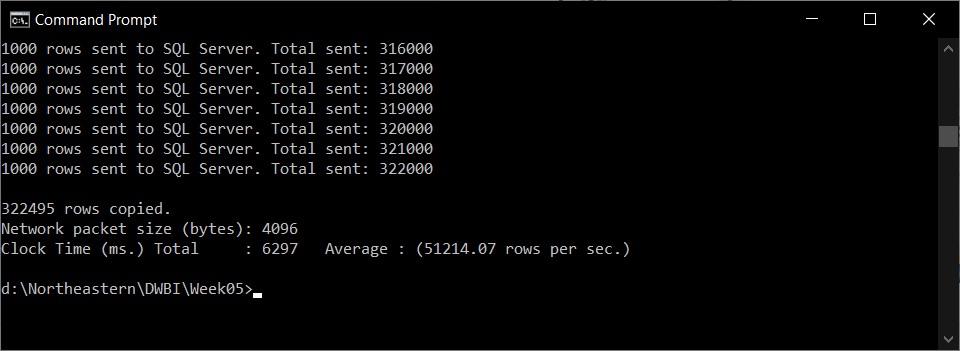 Command Prompt
1000 rows sent to SQL Server. Total sent: 316000
1000 rows sent to SQL Server. Total sent: 317000
1000 rows sent to SQL Server. Total sent: 318000
1000 rows sent to SQL Server. Total sent: 319000
1000 rows sent to SQL Server. Total sent: 320000
1000 rows sent to SQL Server. Total sent: 321000
1000 rows sent to SQL Server. Total sent: 322000
322495 rows copied.
Network packet size (bytes): 4096
Clock Time (ms.) Total     : 6297   Average : (51214.07 rows per sec.)
d:\Northeastern\DWBI\Week05>